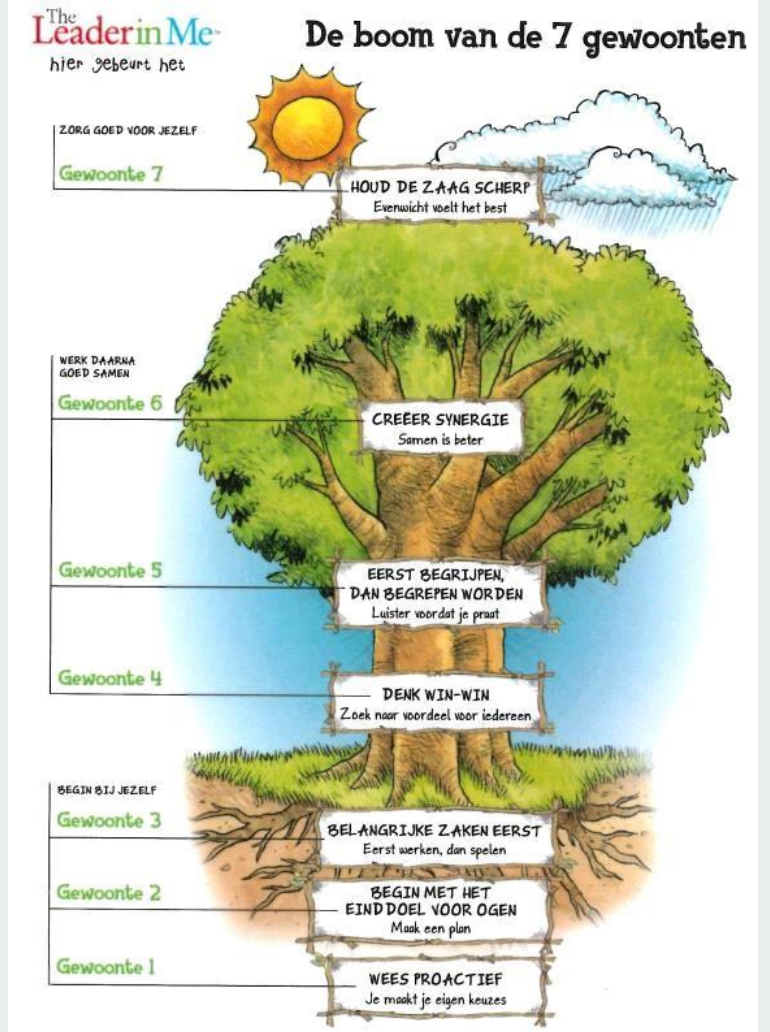 The
Leader in Me™
hier gebeurt het
De boom van de 7 gewoonten
ZORG GOED VOOR JEZELF
Gewoonte 7
HOUD DE ZAAG SCHERP
Evenwicht voelt het best
WERK DAARNA
GOED SAMEN
Gewoonte 6
CREËER SYNERGIE
Samen is beter
Gewoonte 5
EERST BEGRIJPEN,
DAN BEGREPEN WORDEN
Luister voordat je praat
Gewoonte 4
DENK WIN-WIN
Zoek naar voordeel voor iedereen
BEGIN BIJ JEZELF
Gewoonte 3
BELANGRIJKE ZAKEN EERST
Eerst werken, dan spelen
Gewoonte 2
BEGIN MET HET
EINDDOEL VOOR OGEN
Maak een plan
Gewoonte 1
WEES PROACTIEF
Je maakt je eigen keuzes